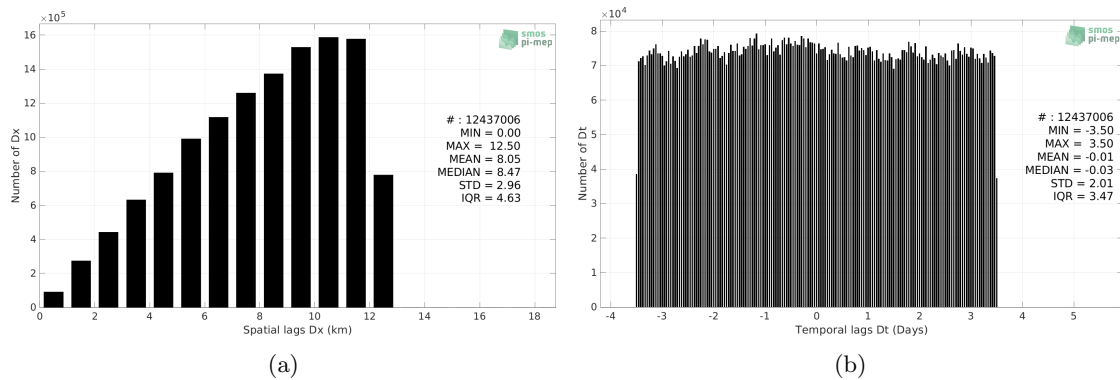 ×10⁵
16
14
12
10
8
6
4
2
0
Number of Dx
0 2 4 6 8 10 12 14 16 18
Spatial lags Dx (km)
smos
pi-mep
# : 12437006
MIN = 0.00
MAX = 12.50
MEAN = 8.05
MEDIAN = 8.47
STD = 2.96
IQR = 4.63
(a)
×10⁴
8
7
6
5
4
3
2
1
0
Number of Dt
-4 -3 -2 -1 0 1 2 3 4 5
Temporal lags Dt (Days)
smos
pi-mep
# : 12437006
MIN = -3.50
MAX = 3.50
MEAN = -0.01
MEDIAN = -0.03
STD = 2.01
IQR = 3.47
(b)